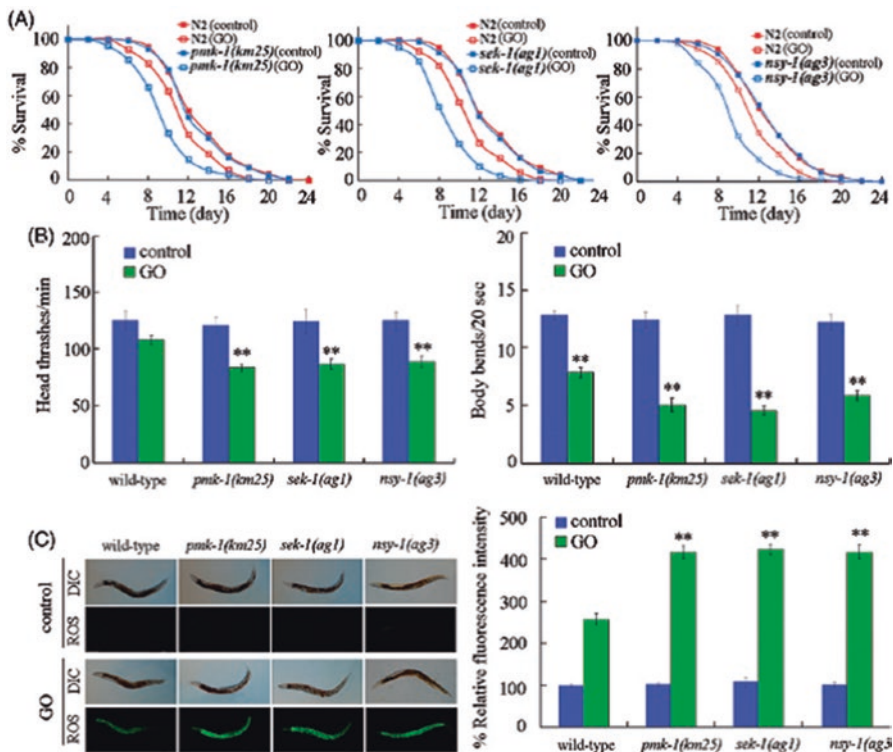 (A)
N2(control)
N2(GO)
pmk-1(km25)(control)
pmk-1(km25)(GO)
% Survival
100
80
60
40
20
0
0 4 8 12 16 20 24
Time (day)
N2(control)
N2(GO)
sek-1(ag1)(control)
sek-1(ag1)(GO)
% Survival
100
80
60
40
20
0
0 4 8 12 16 20 24
Time (day)
N2(control)
N2(GO)
nsy-1(ag3)(control)
nsy-1(ag3)(GO)
% Survival
100
80
60
40
20
0
0 4 8 12 16 20 24
Time (day)
(B)
Head thrashes/min
200
150
100
50
0
control
GO
** ** **
wild-type pmk-1(km25) sek-1(ag1) nsy-1(ag3)
Body bends/20 sec
20
15
10
5
0
control
GO
** ** ** **
wild-type pmk-1(km25) sek-1(ag1) nsy-1(ag3)
(C)
wild-type pmk-1(km25) sek-1(ag1) nsy-1(ag3)
control
DIC
ROS
GO
DIC
ROS
% Relative fluorescence intensity
500
400
300
200
100
0
control
GO
** ** **
wild-type pmk-1(km25) sek-1(ag1) nsy-1(ag3)